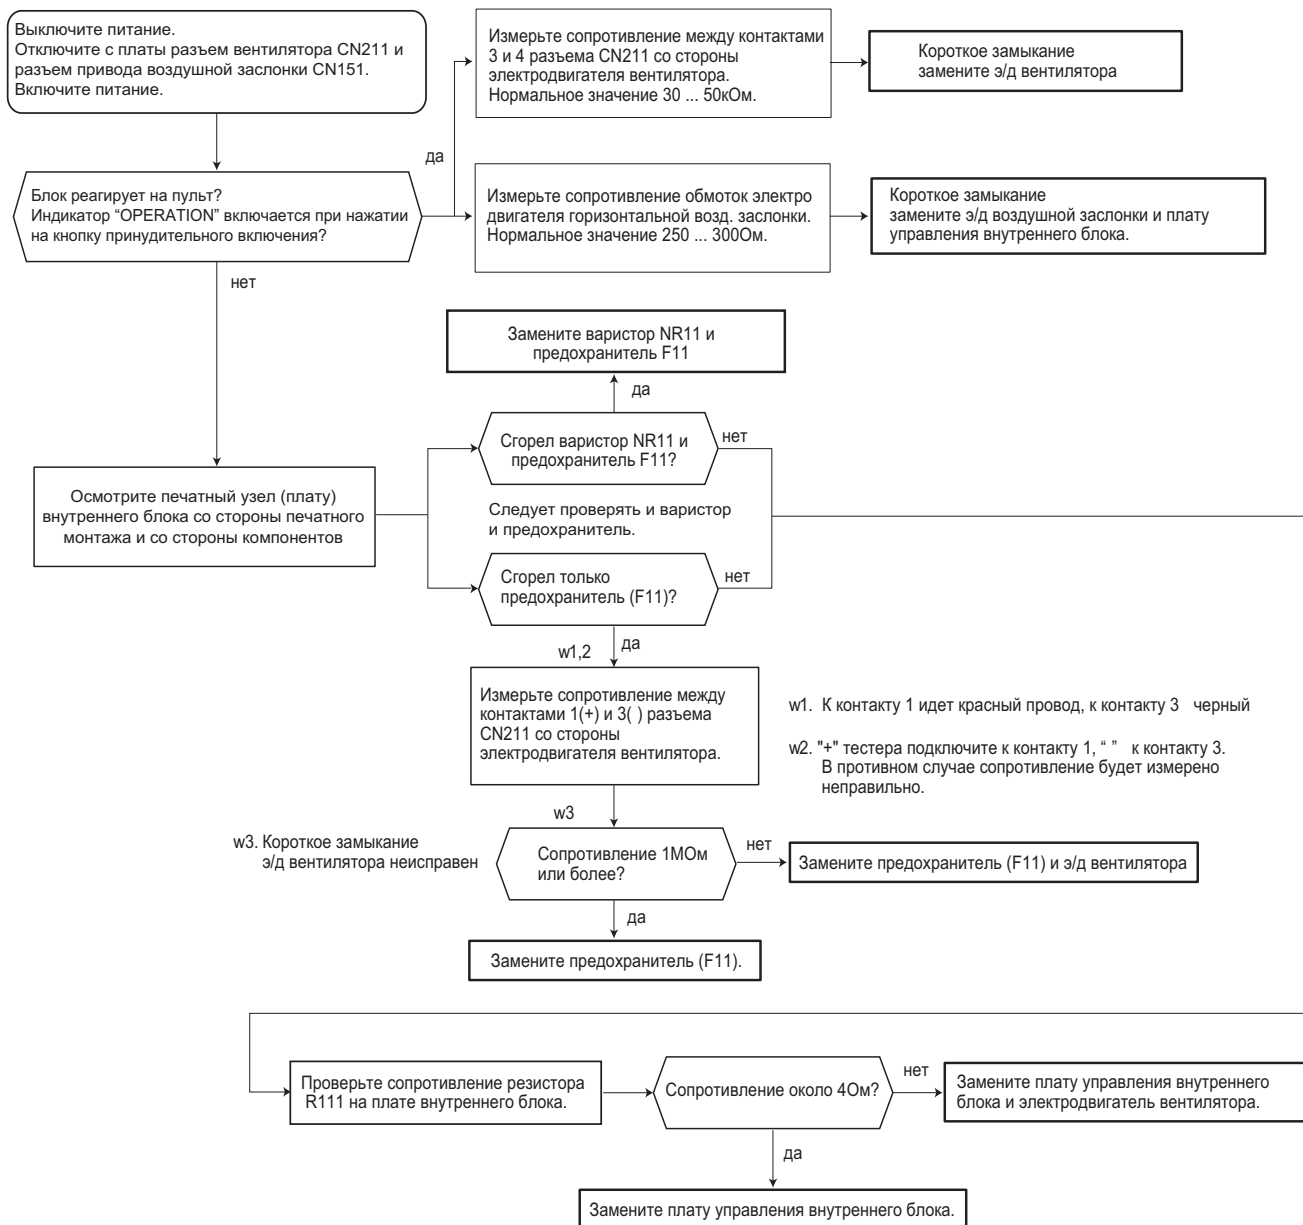 Выключите питание.
Отключите с платы разъем вентилятора CN211 и
разъем привода воздушной заслонки CN151.
Включите питание.
Измерьте сопротивление между контактами
3 и 4 разъема CN211 со стороны
электродвигателя вентилятора.
Нормальное значение 30 ... 50кОм.
Короткое замыкание
замените э/д вентилятора
да
Блок реагирует на пульт?
Индикатор “OPERATION” включается при нажатии
на кнопку принудительного включения?
Измерьте сопротивление обмоток электро
двигателя горизонтальной возд. заслонки.
Нормальное значение 250 ... 300Ом.
Короткое замыкание
замените э/д воздушной заслонки и плату
управления внутреннего блока.
нет
Замените варистор NR11 и
предохранитель F11
да
Сгорел варистор NR11 и
предохранитель F11?
нет
Осмотрите печатный узел (плату)
внутреннего блока со стороны печатного
монтажа и со стороны компонентов
Следует проверять и варистор
и предохранитель.
Сгорел только
предохранитель (F11)?
нет
да
w1,2
Измерьте сопротивление между
контактами 1(+) и 3( ) разъема
CN211 со стороны
электродвигателя вентилятора.
w1. К контакту 1 идет красный провод, к контакту 3 черный
w2. "+" тестера подключите к контакту 1, “ ” к контакту 3.
В противном случае сопротивление будет измерено
неправильно.
w3
w3. Короткое замыкание
э/д вентилятора неисправен
Сопротивление 1МОм
или более?
нет
Замените предохранитель (F11) и э/д вентилятора
да
Замените предохранитель (F11).
Проверьте сопротивление резистора
R111 на плате внутреннего блока.
Сопротивление около 4Ом?
нет
Замените плату управления внутреннего
блока и электродвигатель вентилятора.
да
Замените плату управления внутреннего блока.